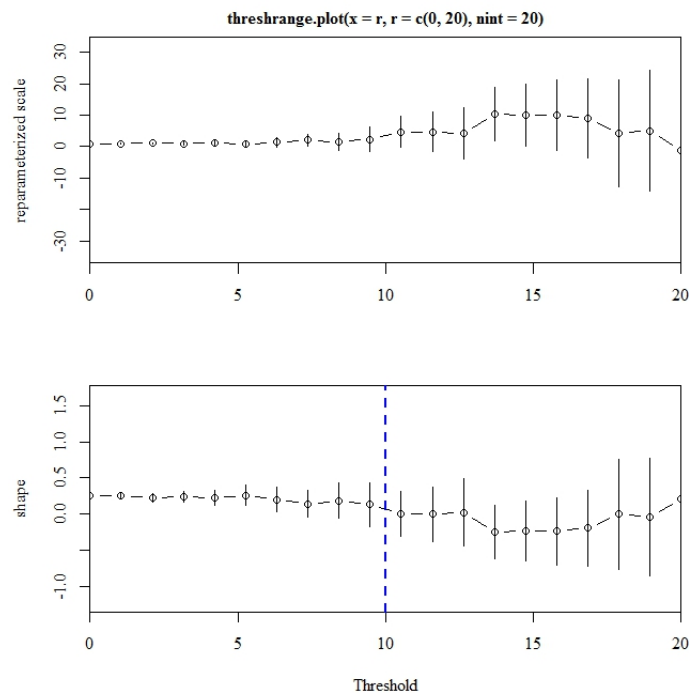 threshrange.plot(x = r, r = c(0, 20), nint = 20)
reparameterized scale
30
20
10
0
-10
-30
0 5 10 15 20
shape
1.5
1.0
0.5
0.0
-1.0
0 5 10 15 20
Threshold